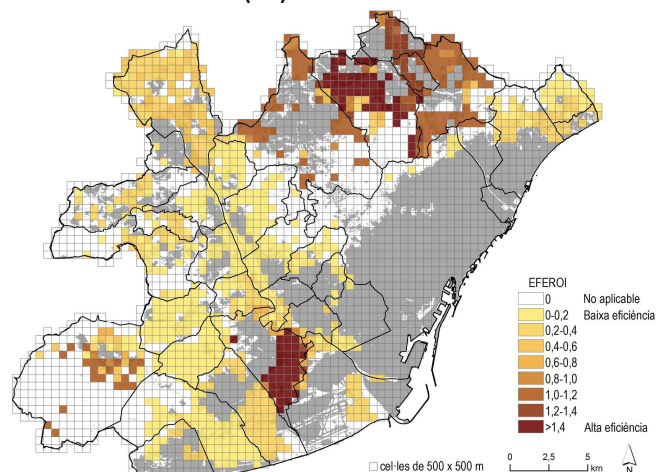 EFEROI
0 No aplicable
0-0,2 Baixa eficiència
0,2-0,4
0,4-0,6
0,6-0,8
0,8-1,0
1,0-1,2
1,2-1,4
>1,4 Alta eficiència
cel·les de 500 x 500 m
0 2,5 5
km
N